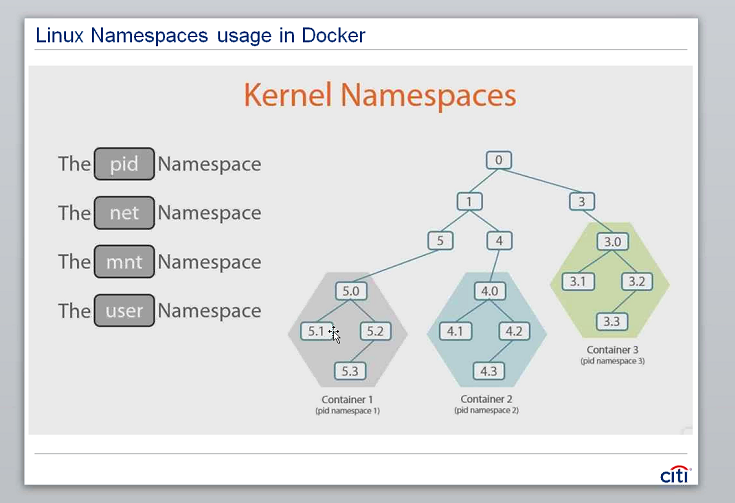 Linux Namespaces usage in Docker
Kernel Namespaces
The pid Namespace
The net Namespace
The mnt Namespace
The user Namespace
0
1
3
5
4
3.0
3.1
3.2
3.3
5.0
5.1
5.2
5.3
4.0
4.1
4.2
4.3
Container 1
(pid namespace 1)
Container 2
(pid namespace 2)
Container 3
(pid namespace 3)
citi